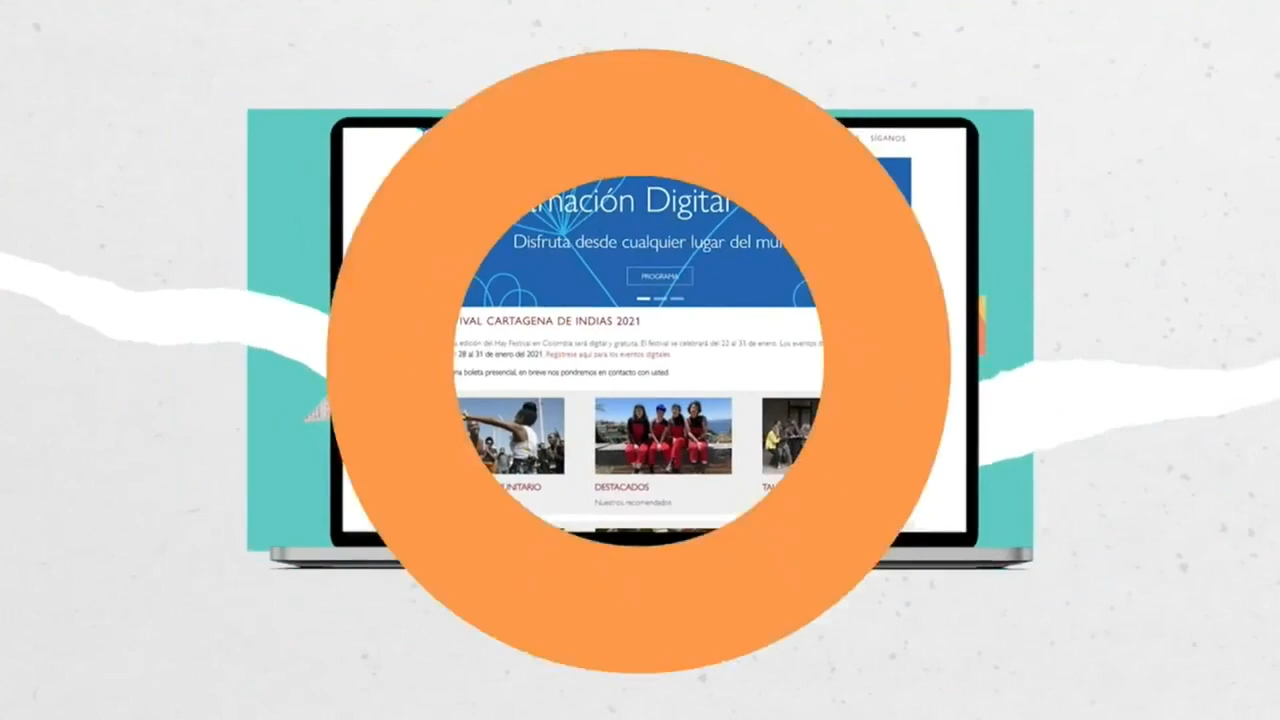 SÍGANOS
mación Digital
Disfruta desde cualquier lugar del mun
PROGRAMA
IVAL CARTAGENA DE INDIAS 2021
edición del Hay Festival en Colombia será digital y gratuita. El festival se celebrará del 22 al 31 de enero. Los eventos d
28 al 31 de enero del 2021. Regístrese aquí para los eventos digitales
na boleta presencial, en breve nos pondremos en contacto con usted.
UNITARIO DESTACADOS TA
Nuestros recomendados